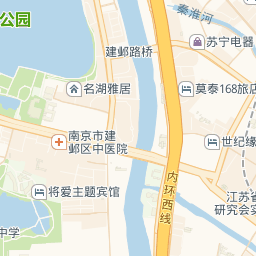 公园
秦淮河
建邺路桥
苏宁电器
名湖雅居
莫泰168旅店
南京市建
邺区中医院
世纪缘
内环西线
将爱主题宾馆
江苏省
研究会实
中学